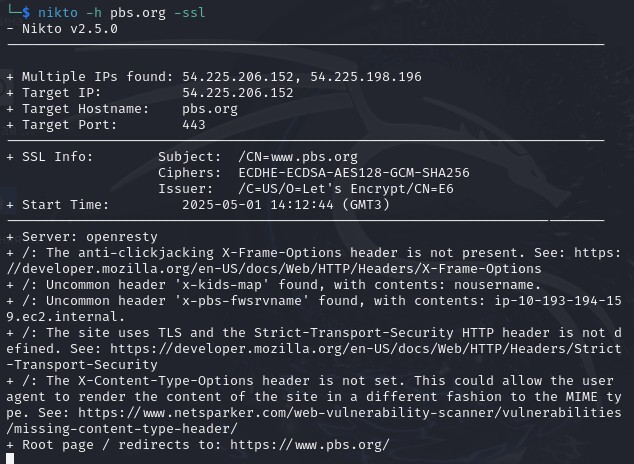 └─$ nikto -h pbs.org -ssl
- Nikto v2.5.0
---------------------------------------------------------------------------
+ Multiple IPs found: 54.225.206.152, 54.225.198.196
+ Target IP:          54.225.206.152
+ Target Hostname:    pbs.org
+ Target Port:        443
---------------------------------------------------------------------------
+ SSL Info:        Subject:  /CN=www.pbs.org
                   Ciphers:  ECDHE-ECDSA-AES128-GCM-SHA256
                   Issuer:   /C=US/O=Let's Encrypt/CN=E6
+ Start Time:         2025-05-01 14:12:44 (GMT3)
---------------------------------------------------------------------------
+ Server: openresty
+ /: The anti-clickjacking X-Frame-Options header is not present. See: https:
//developer.mozilla.org/en-US/docs/Web/HTTP/Headers/X-Frame-Options
+ /: Uncommon header 'x-kids-map' found, with contents: nousername.
+ /: Uncommon header 'x-pbs-fwsrvname' found, with contents: ip-10-193-194-15
9.ec2.internal.
+ /: The site uses TLS and the Strict-Transport-Security HTTP header is not d
efined. See: https://developer.mozilla.org/en-US/docs/Web/HTTP/Headers/Strict
-Transport-Security
+ /: The X-Content-Type-Options header is not set. This could allow the user
agent to render the content of the site in a different fashion to the MIME ty
pe. See: https://www.netsparker.com/web-vulnerability-scanner/vulnerabilities
/missing-content-type-header/
+ Root page / redirects to: https://www.pbs.org/